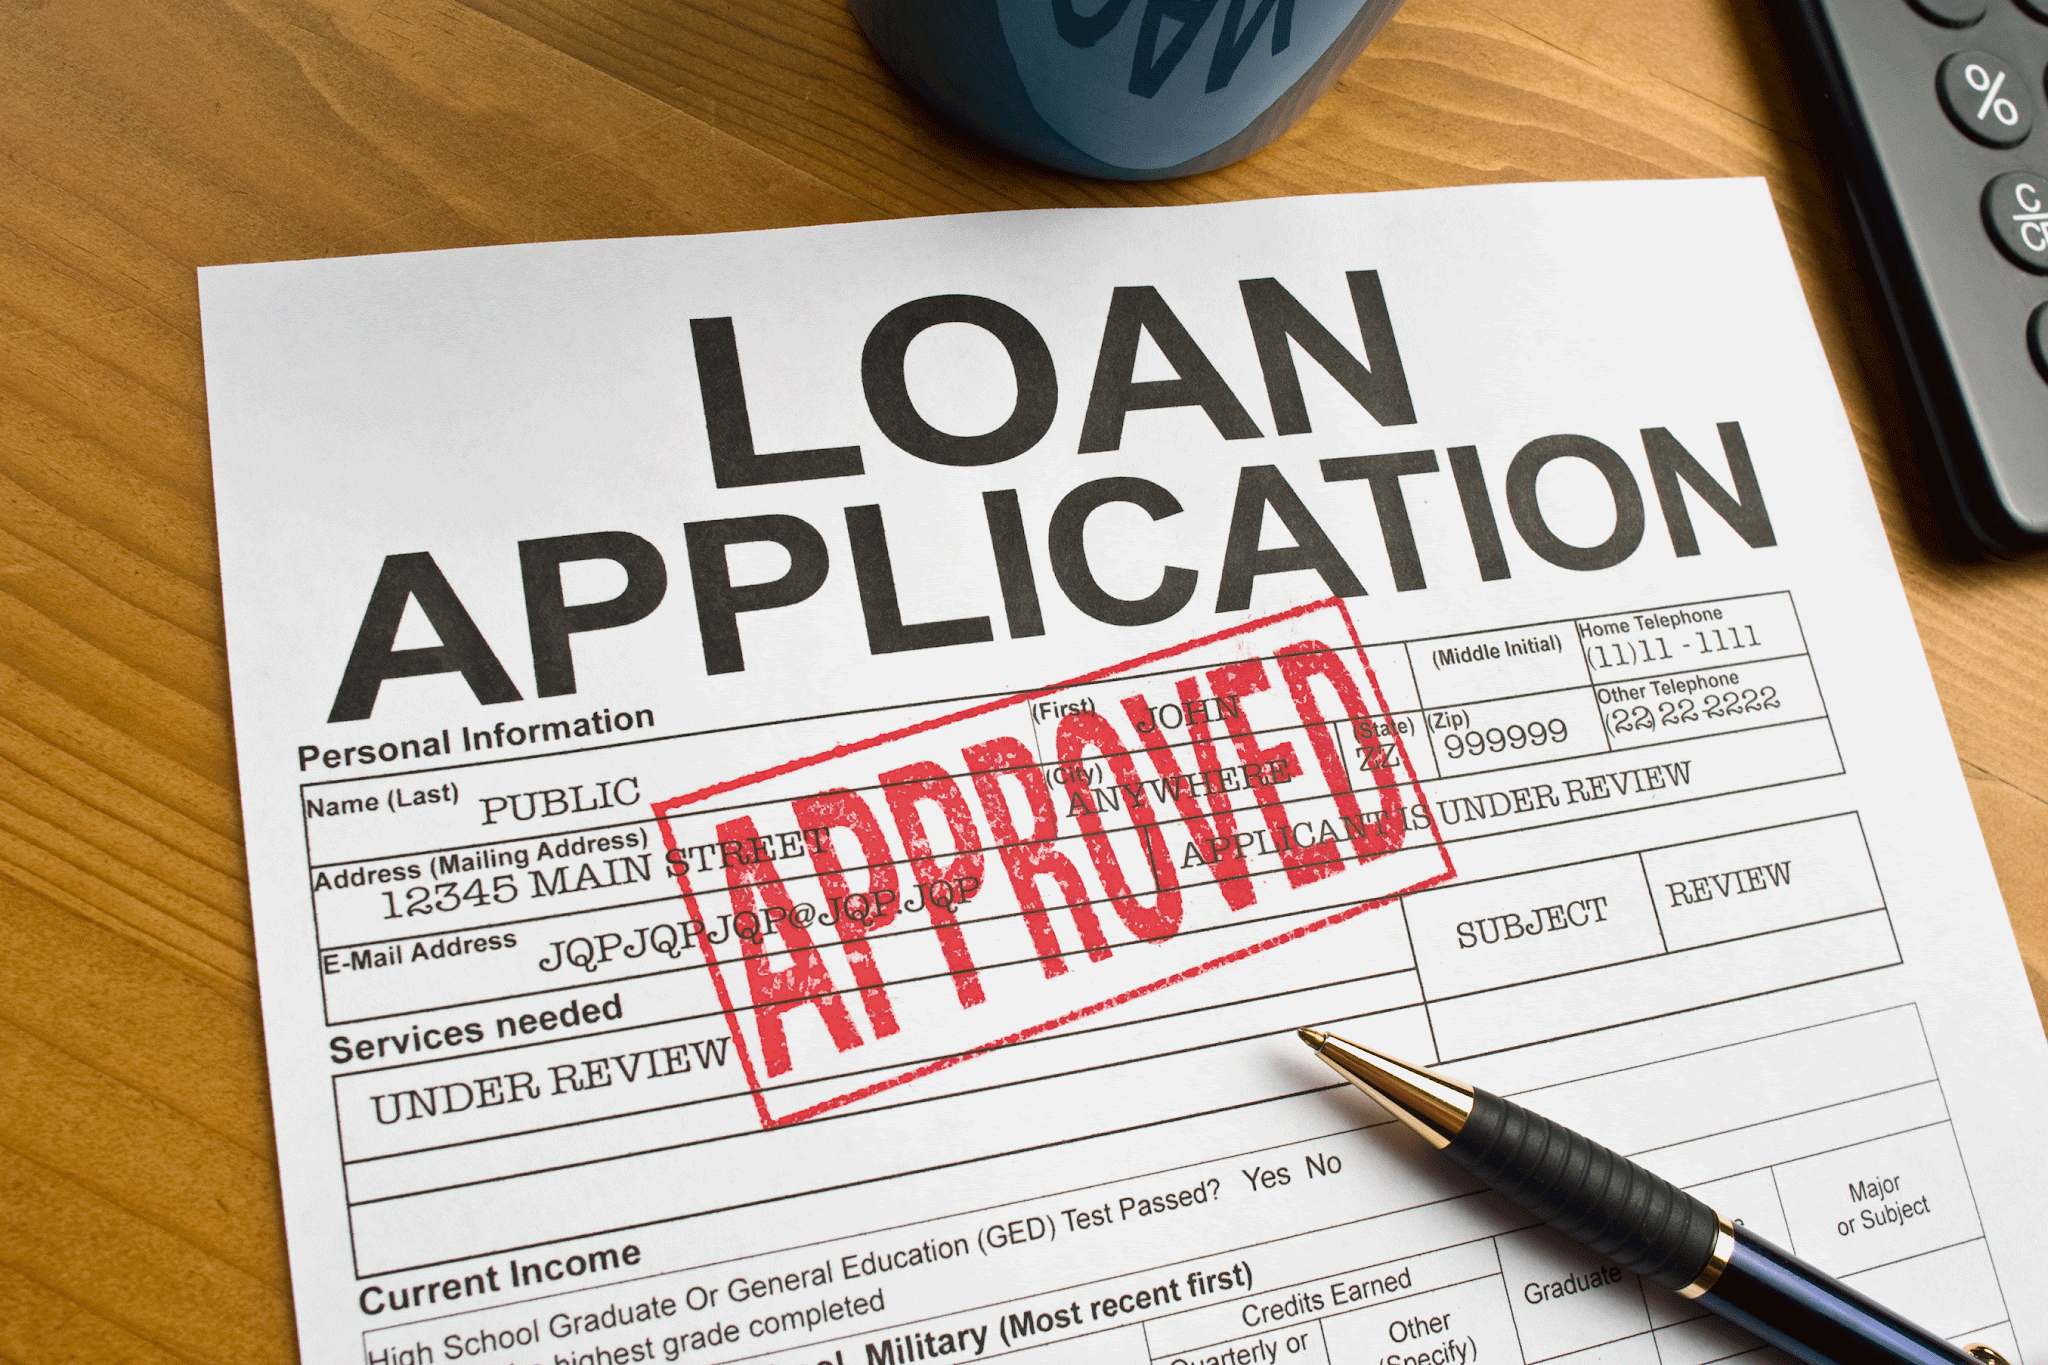 %
C
CE
LOAN
APPLICATION
Personal Information
Name (Last) PUBLIC (First) JOHN (Middle Initial) Home Telephone (11)11 - 1111
Address (Mailing Address) 12345 MAIN STREET (City) ANYWHERE (State) ZZ (Zip) 999999 Other Telephone (22) 22 2222
E-Mail Address JQPJQPJQP@JQP.JQP APPLICANT IS UNDER REVIEW
APPROVED
Services needed
UNDER REVIEW SUBJECT REVIEW
Current Income
High School Graduate Or General Education (GED) Test Passed? Yes No
highest grade completed
Military (Most recent first)
Credits Earned
Quarterly or
Other
(Specify)
Graduate
Major
or Subject